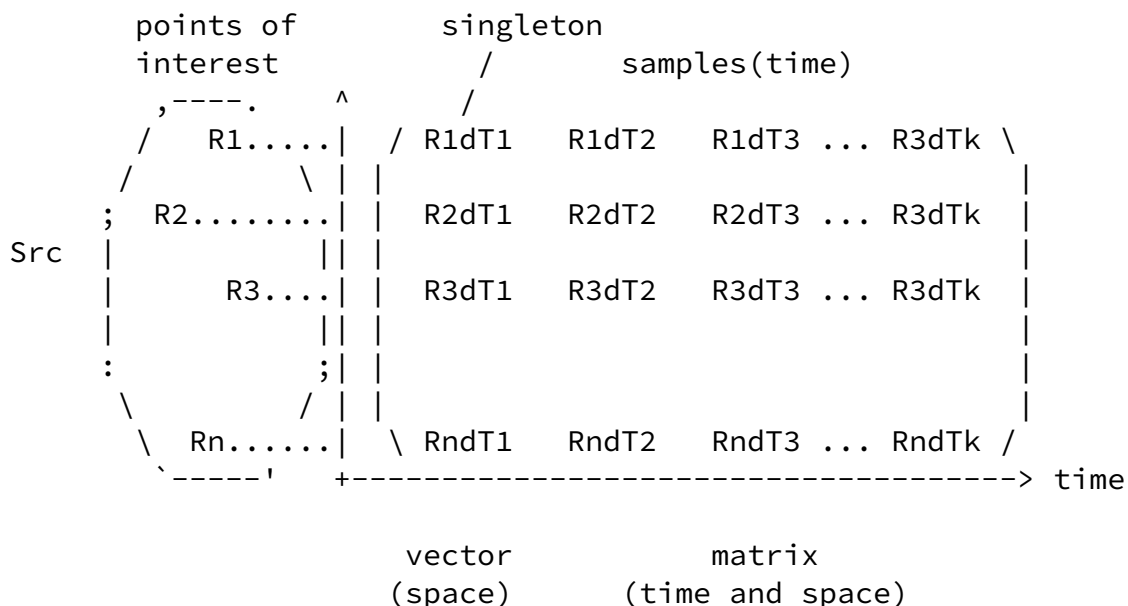 points of singleton
interest / samples(time)
,----. ^ /
/ R1.....| / R1dT1 R1dT2 R1dT3 ... R3dTk \
/ \ | | |
; R2........| | R2dT1 R2dT2 R2dT3 ... R3dTk |
Src | || | |
| R3....| | R3dT1 R3dT2 R3dT3 ... R3dTk |
| || | |
: ;| | |
\ / | | |
\ Rn......| \ RndT1 RndT2 RndT3 ... RndTk /
`-----' +-------------------------------------> time
vector matrix
(space) (time and space)